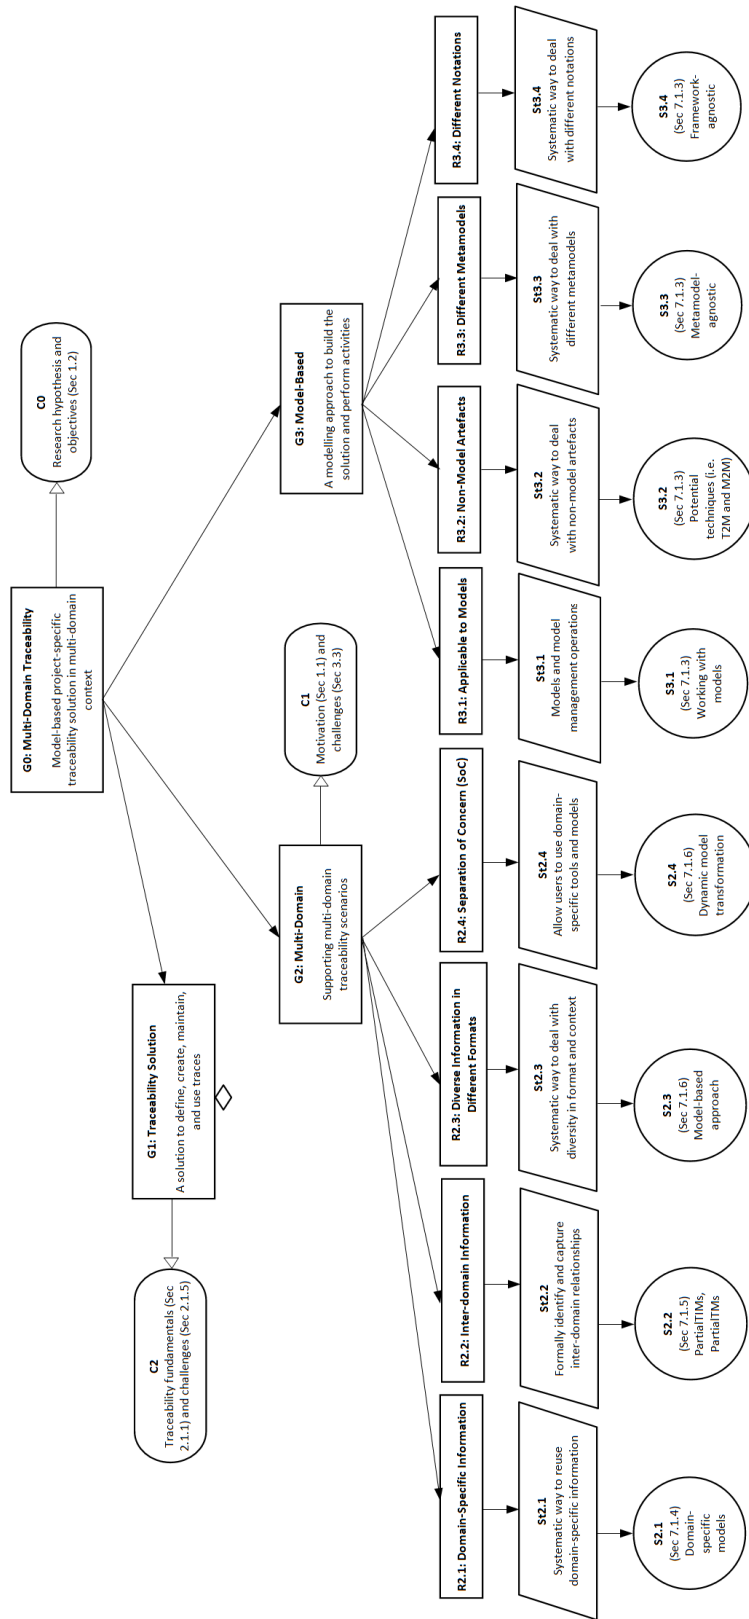 G0: Multi-Domain Traceability
Model-based project-specific
traceability solution in multi-domain
context
C0
Research hypothesis and
objectives (Sec 1.2)
C2
Traceability fundamentals (Sec
2.1.1) and challenges (Sec 2.1.5)
G1: Traceability Solution
A solution to define, create, maintain,
and use traces
G2: Multi-Domain
Supporting multi-domain
traceability scenarios
C1
Motivation (Sec 1.1) and
challenges (Sec 3.3)
G3: Model-Based
A modelling approach to build the
solution and perform activities
R2.1: Domain-Specific Information
R2.2: Inter-domain Information
R2.3: Diverse Information in
Different Formats
R2.4: Separation of Concern (SoC)
R3.1: Applicable to Models
R3.2: Non-Model Artefacts
R3.3: Different Metamodels
R3.4: Different Notations
St2.1
Systematic way to reuse
domain-specific information
St2.2
Formally identify and capture
inter-domain relationships
St2.3
Systematic way to deal with
diversity in format and context
St2.4
Allow users to use domain-
specific tools and models
St3.1
Models and model
management operations
St3.2
Systematic way to deal
with non-model artefacts
St3.3
Systematic way to deal with
different metamodels
St3.4
Systematic way to deal
with different notations
S2.1
(Sec 7.1.4)
Domain-
specific
models
S2.2
(Sec 7.1.5)
PartialTIMs,
PartialTMs
S2.3
(Sec 7.1.6)
Model-based
approach
S2.4
(Sec 7.1.6)
Dynamic model
transformation
S3.1
(Sec 7.1.3)
Working with
models
S3.2
(Sec 7.1.3)
Potential
techniques (i.e.
T2M and M2M)
S3.3
(Sec 7.1.3)
Metamodel-
agnostic
S3.4
(Sec 7.1.3)
Framework-
agnostic